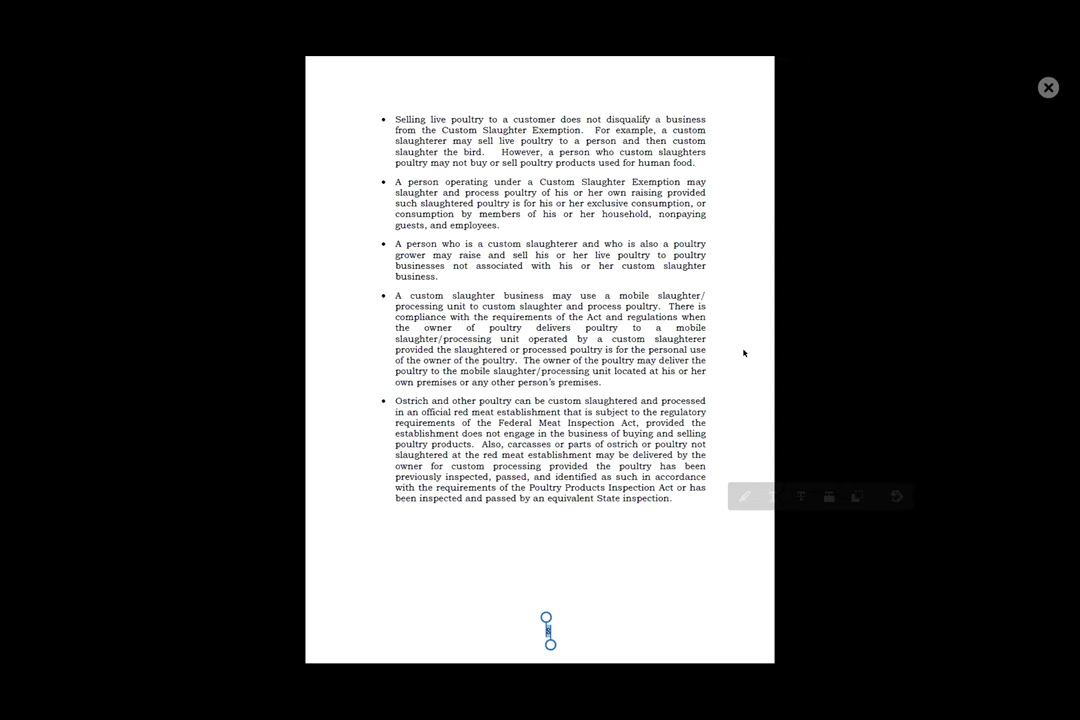 • Selling live poultry to a customer does not disqualify a business
from the Custom Slaughter Exemption. For example, a custom
slaughterer may sell live poultry to a person and then custom
slaughter the bird. However, a person who custom slaughters
poultry may not buy or sell poultry products used for human food.
• A person operating under a Custom Slaughter Exemption may
slaughter and process poultry of his or her own raising provided
such slaughtered poultry is for his or her exclusive consumption, or
consumption by members of his or her household, nonpaying
guests, and employees.
• A person who is a custom slaughterer and who is also a poultry
grower may raise and sell his or her live poultry to poultry
businesses not associated with his or her custom slaughter
business.
• A custom slaughter business may use a mobile slaughter/
processing unit to custom slaughter and process poultry. There is
compliance with the requirements of the Act and regulations when
the owner of poultry delivers poultry to a mobile
slaughter/processing unit operated by a custom slaughterer
provided the slaughtered or processed poultry is for the personal use
of the owner of the poultry. The owner of the poultry may deliver the
poultry to the mobile slaughter/processing unit located at his or her
own premises or any other person's premises.
• Ostrich and other poultry can be custom slaughtered and processed
in an official red meat establishment that is subject to the regulatory
requirements of the Federal Meat Inspection Act, provided the
establishment does not engage in the business of buying and selling
poultry products. Also, carcasses or parts of ostrich or poultry not
slaughtered at the red meat establishment may be delivered by the
owner for custom processing provided the poultry has been
previously inspected, passed, and identified as such in accordance
with the requirements of the Poultry Products Inspection Act or has
been inspected and passed by an equivalent State inspection.